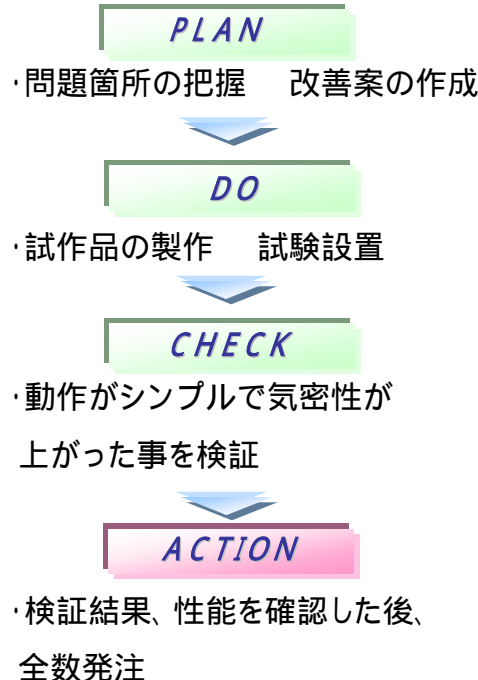 PLAN
・問題箇所の把握　改善案の作成
DO
・試作品の製作　試験設置
CHECK
・動作がシンプルで気密性が
上がった事を検証
ACTION
・検証結果、性能を確認した後、
全数発注